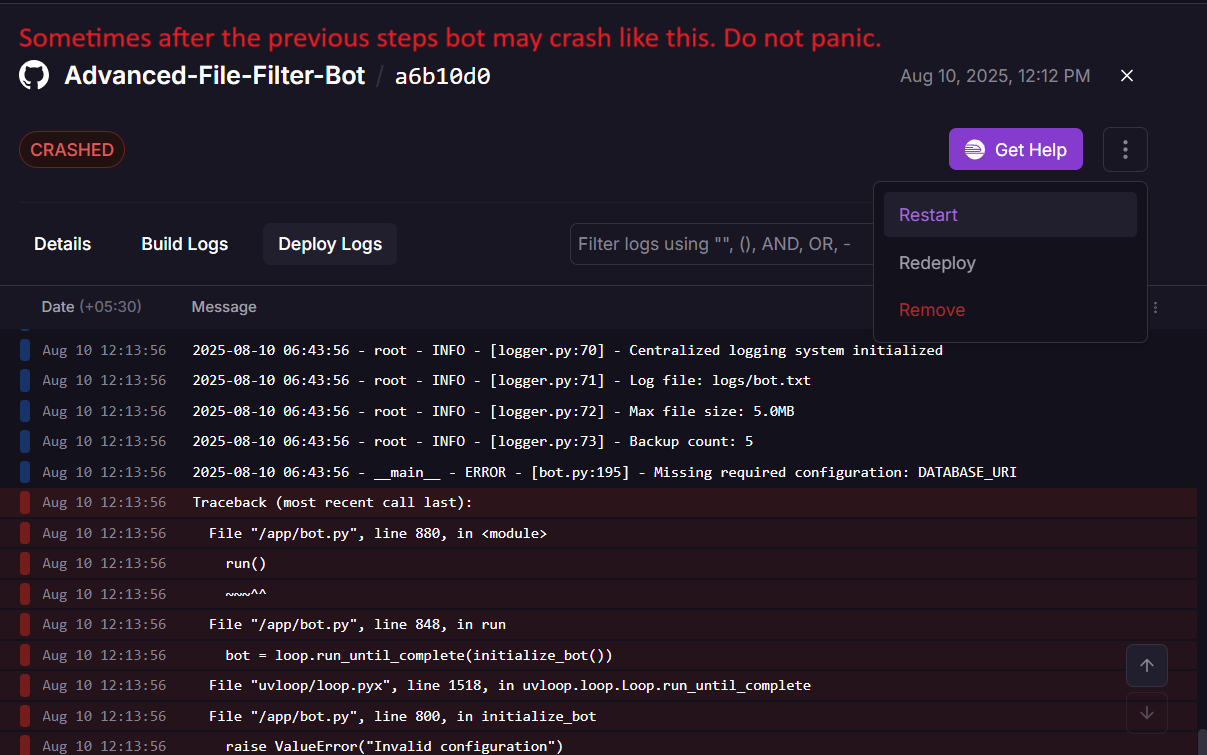 Sometimes after the previous steps bot may crash like this. Do not panic.
Advanced-File-Filter-Bot / a6b10d0
Aug 10, 2025, 12:12 PM
CRASHED
Get Help
Restart
Redeploy
Remove
Details Build Logs Deploy Logs
Filter logs using "", (), AND, OR, -
Date (+05:30) Message
Aug 10 12:13:56 2025-08-10 06:43:56 - root - INFO - [logger.py:70] - Centralized logging system initialized
Aug 10 12:13:56 2025-08-10 06:43:56 - root - INFO - [logger.py:71] - Log file: logs/bot.txt
Aug 10 12:13:56 2025-08-10 06:43:56 - root - INFO - [logger.py:72] - Max file size: 5.0MB
Aug 10 12:13:56 2025-08-10 06:43:56 - root - INFO - [logger.py:73] - Backup count: 5
Aug 10 12:13:56 2025-08-10 06:43:56 - __main__ - ERROR - [bot.py:195] - Missing required configuration: DATABASE_URI
Aug 10 12:13:56 Traceback (most recent call last):
Aug 10 12:13:56 File "/app/bot.py", line 880, in <module>
Aug 10 12:13:56 run()
Aug 10 12:13:56 ~~~^^
Aug 10 12:13:56 File "/app/bot.py", line 848, in run
Aug 10 12:13:56 bot = loop.run_until_complete(initialize_bot())
Aug 10 12:13:56 File "uvloop/loop.pyx", line 1518, in uvloop.loop.Loop.run_until_complete
Aug 10 12:13:56 File "/app/bot.py", line 800, in initialize_bot
Aug 10 12:13:56 raise ValueError("Invalid configuration")